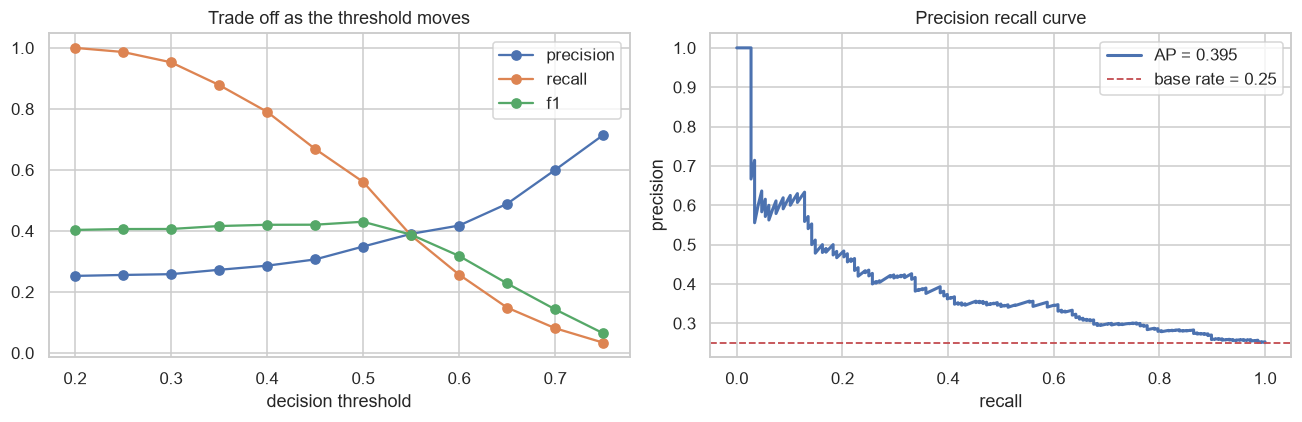 Trade off as the threshold moves
1.0
0.8
0.6
0.4
0.2
0.0
precision
recall
f1
0.2 0.3 0.4 0.5 0.6 0.7
decision threshold
Precision recall curve
precision
1.0
0.9
0.8
0.7
0.6
0.5
0.4
0.3
AP = 0.395
base rate = 0.25
0.0 0.2 0.4 0.6 0.8 1.0
recall